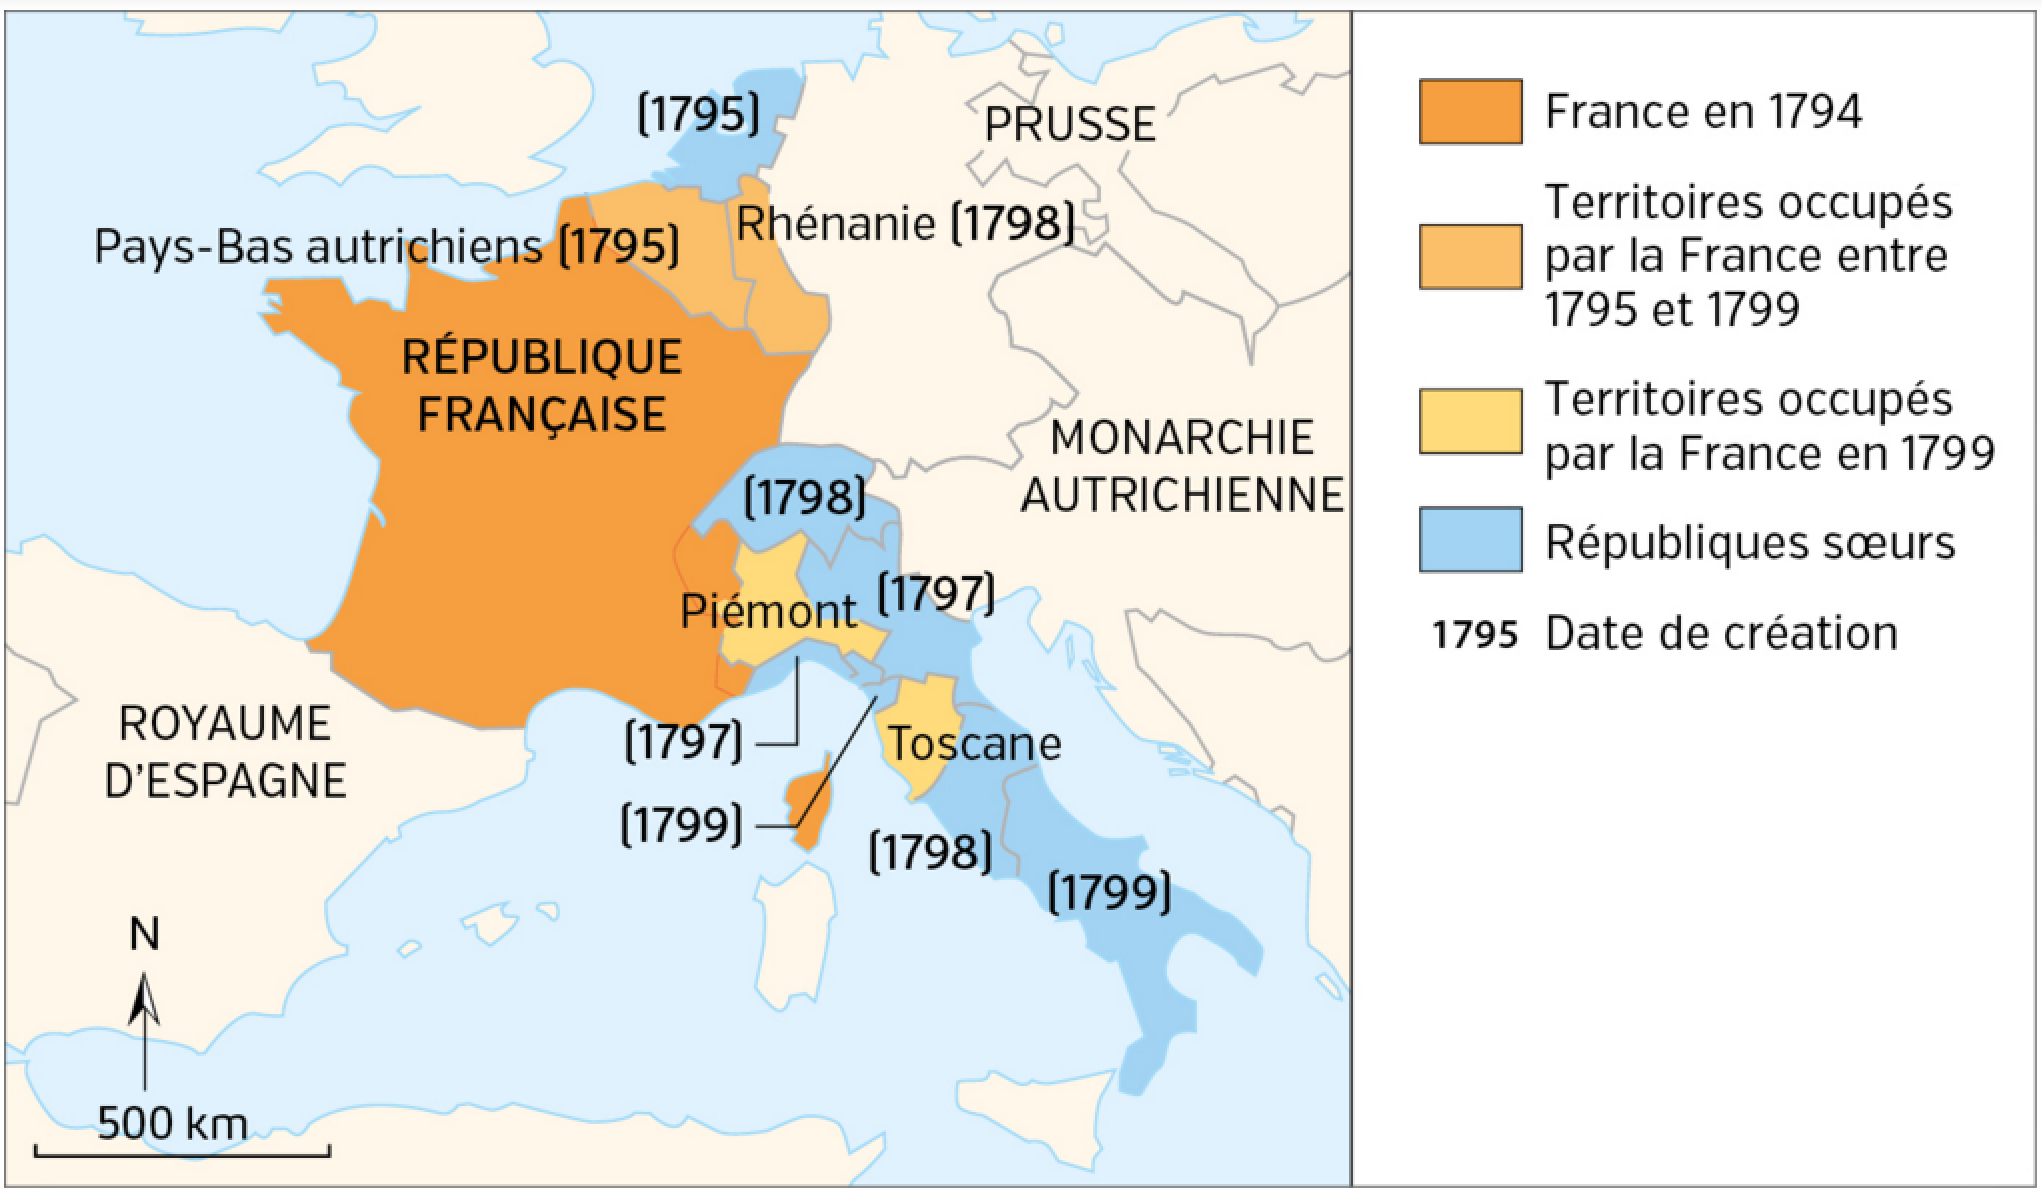 (1795)
PRUSSE
Pays-Bas autrichiens (1795)
Rhénanie (1798)
RÉPUBLIQUE
FRANÇAISE
MONARCHIE
AUTRICHIENNE
(1798)
(1797)
Piémont
ROYAUME
D'ESPAGNE
(1797)
Toscane
(1799)
(1798)
(1799)
N
500 km
France en 1794
Territoires occupés
par la France entre
1795 et 1799
Territoires occupés
par la France en 1799
Républiques sœurs
1795 Date de création